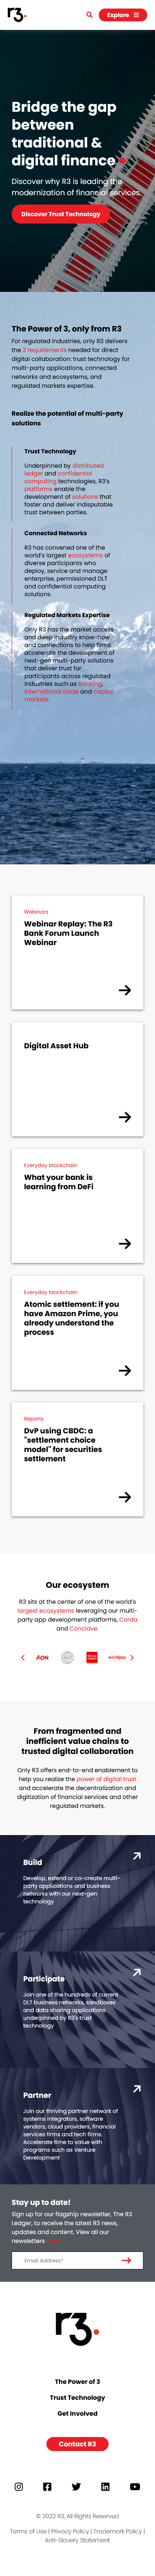 r3.
Explore
Bridge the gap
between
traditional &
digital finance
Discover why R3 is leading the
modernization of financial services.
Discover Trust Technology
The Power of 3, only from R3
For regulated industries, only R3 delivers
the 3 requirements needed for direct
digital collaboration: trust technology for
multi-party applications, connected
networks and ecosystems, and
regulated markets expertise.
Realize the potential of multi-party
solutions
Trust Technology
Underpinned by distributed
ledger and confidential
computing technologies, R3's
platforms enable the
development of solutions that
foster and deliver indisputable
trust between parties.
Connected Networks
R3 has convened one of the
world's largest ecosystems of
diverse participants who
deploy, service and manage
enterprise, permissioned DLT
and confidential computing
solutions.
Regulated Markets Expertise
Only R3 has the market access
and deep industry know-how
and connections to help firms
accelerate the development of
next-gen multi-party solutions
that deliver trust for
participants across regulated
industries such as banking,
international trade and capital
markets.
Webinars
Webinar Replay: The R3
Bank Forum Launch
Webinar
Digital Asset Hub
Everyday blockchain
What your bank is
learning from DeFi
Everyday blockchain
Atomic settlement: if you
have Amazon Prime, you
already understand the
process
Reports
DvP using CBDC: a
"settlement choice
model" for securities
settlement
Our ecosystem
R3 sits at the center of one of the world's
largest ecosystems leveraging our multi-
party app development platforms, Corda
and Conclave.
AON
worldpay
From fragmented and
inefficient value chains to
trusted digital collaboration
Only R3 offers end-to-end enablement to
help you realize the power of digital trust
and accelerate the decentralization and
digitization of financial services and other
regulated markets.
Build
Develop, extend or co-create multi-
party applications and business
networks with our next-gen
technology
Participate
Join one of the hundreds of current
DLT business networks, sandboxes
and data sharing applications
underpinned by R3's trust
technology
Partner
Join our thriving partner network of
systems integrators, software
vendors, cloud providers, financial
services firms and tech firms.
Accelerate time to value with
programs such as Venture
Development
Stay up to date!
Sign up for our flagship newsletter, The R3
Ledger, to receive the latest R3 news,
updates and content. View all our
newsletters
Email Address*
r3.
The Power of 3
Trust Technology
Get Involved
Contact R3
© 2022 R3, All Rights Reserved
Terms of Use | Privacy Policy | Trademark Policy |
Anti-Slavery Statement